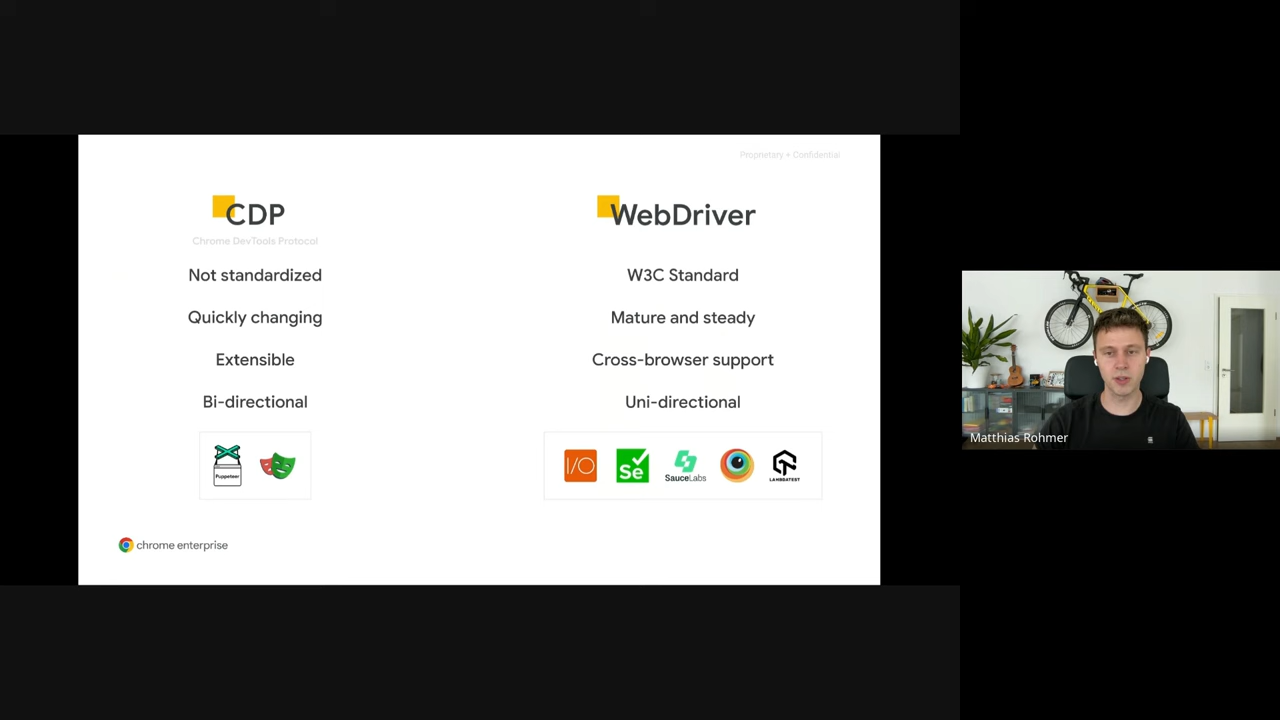 Proprietary + Confidential
CDP
Chrome DevTools Protocol
Not standardized
Quickly changing
Extensible
Bi-directional
Puppeteer
WebDriver
W3C Standard
Mature and steady
Cross-browser support
Uni-directional
I/O
Se
SauceLabs
LAMBDATEST
chrome enterprise
Matthias Rohmer